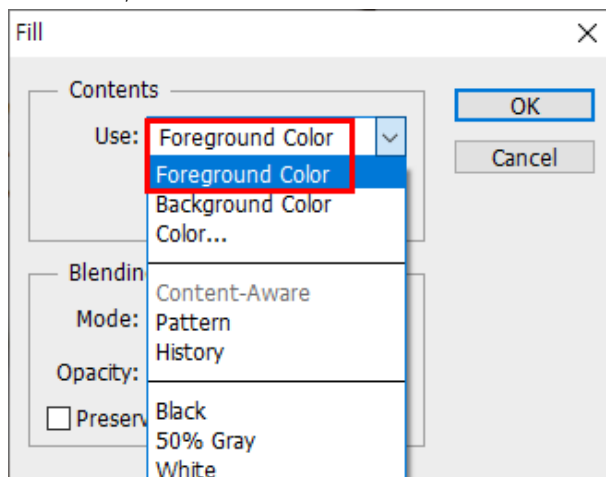 Fill
Contents
Use: Foreground Color
Foreground Color
Background Color
Color...
Content-Aware
Pattern
History
Black
50% Gray
White
Blendin
Mode:
Opacity:
Preserv
OK
Cancel